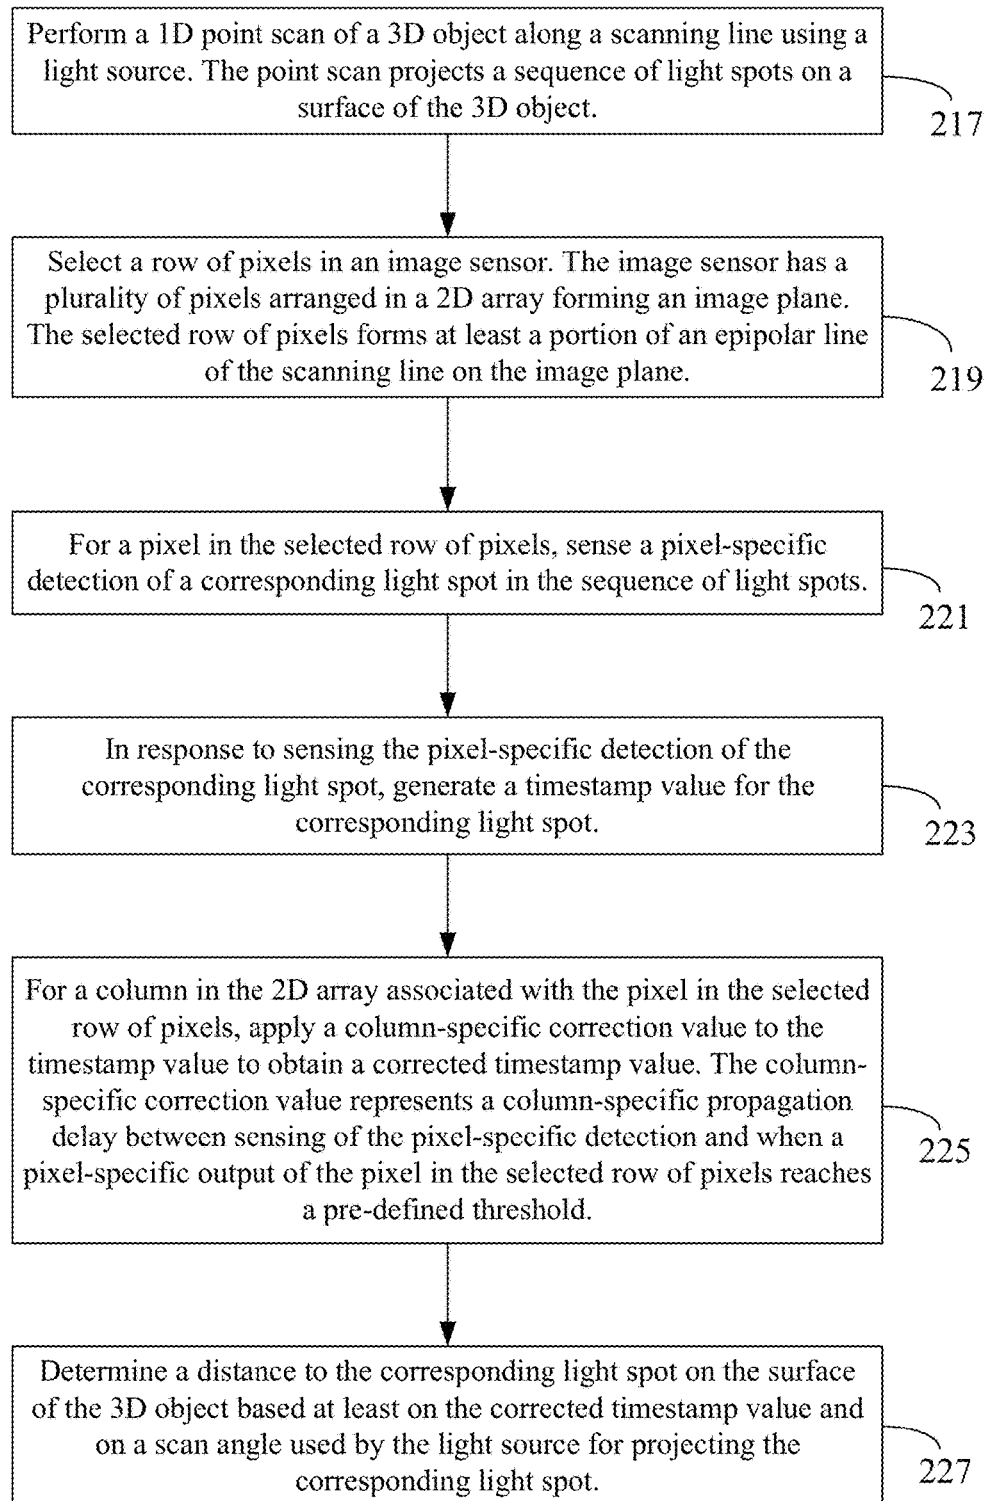 Perform a 1D point scan of a 3D object along a scanning line using a
light source. The point scan projects a sequence of light spots on a
surface of the 3D object.
217
Select a row of pixels in an image sensor. The image sensor has a
plurality of pixels arranged in a 2D array forming an image plane.
The selected row of pixels forms at least a portion of an epipolar line
of the scanning line on the image plane.
219
For a pixel in the selected row of pixels, sense a pixel-specific
detection of a corresponding light spot in the sequence of light spots.
221
In response to sensing the pixel-specific detection of the
corresponding light spot, generate a timestamp value for the
corresponding light spot.
223
For a column in the 2D array associated with the pixel in the selected
row of pixels, apply a column-specific correction value to the
timestamp value to obtain a corrected timestamp value. The column-
specific correction value represents a column-specific propagation
delay between sensing of the pixel-specific detection and when a
pixel-specific output of the pixel in the selected row of pixels reaches
a pre-defined threshold.
225
Determine a distance to the corresponding light spot on the surface
of the 3D object based at least on the corrected timestamp value and
on a scan angle used by the light source for projecting the
corresponding light spot.
227